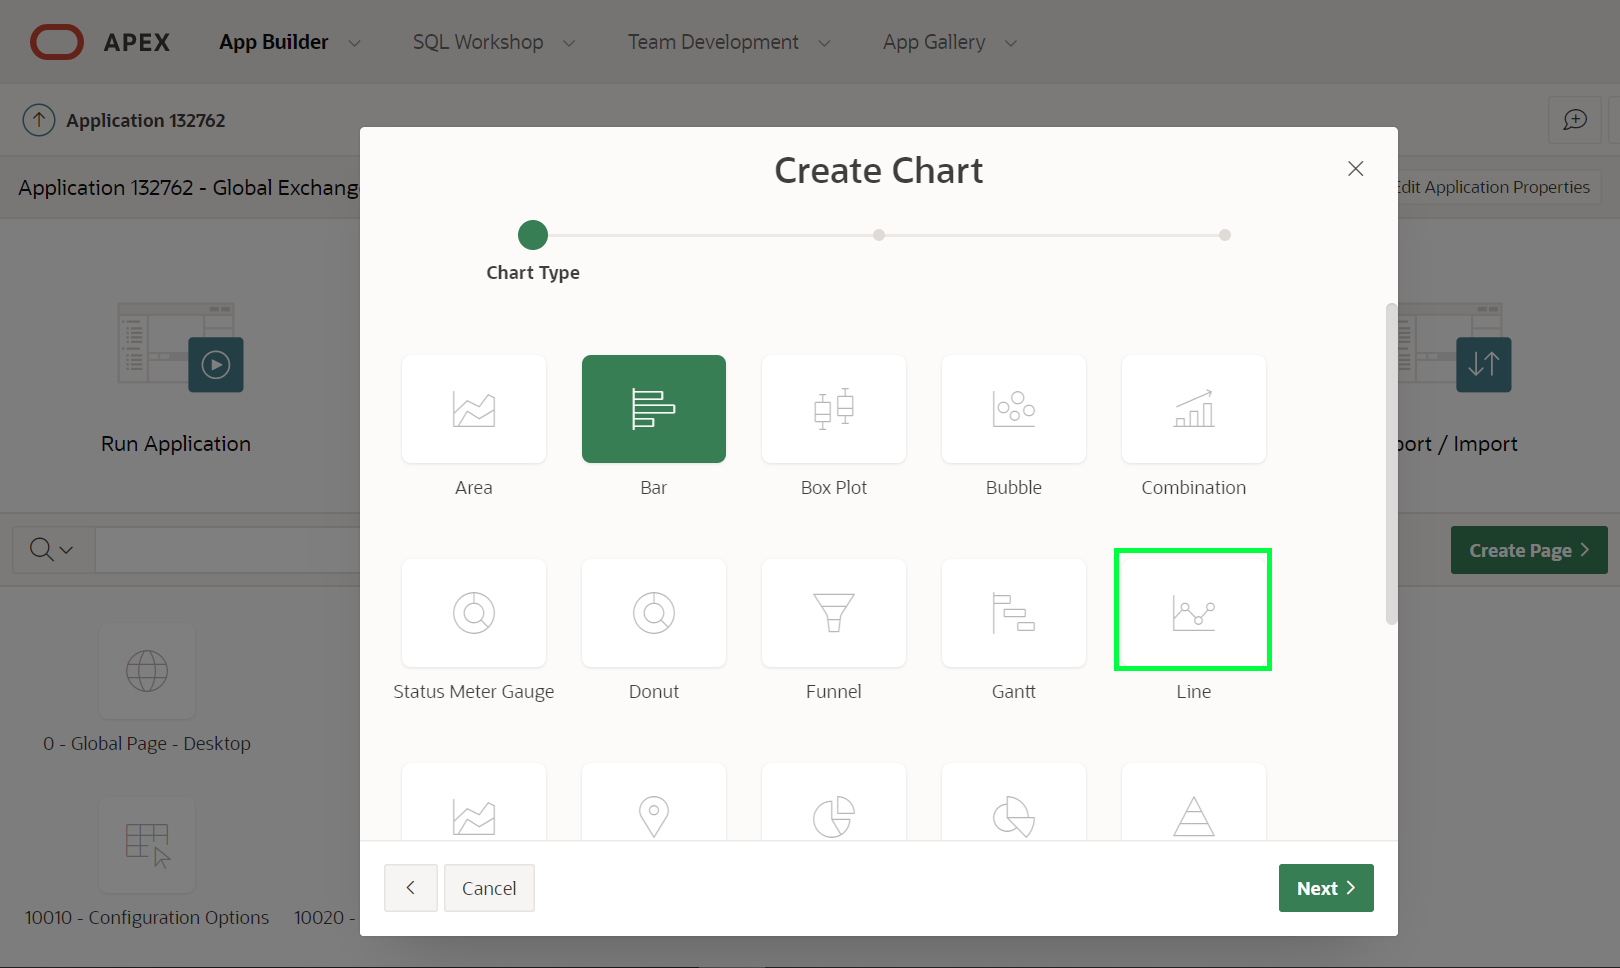 APEX App Builder SQL Workshop Team Development App Gallery
Application 132762
Application 132762 - Global Exchang
dit Application Properties
Create Chart
Chart Type
Run Application
ort / Import
Area Bar Box Plot Bubble Combination
Create Page
Status Meter Gauge Donut Funnel Gantt Line
0 - Global Page - Desktop
10010 - Configuration Options 10020 -
Cancel Next